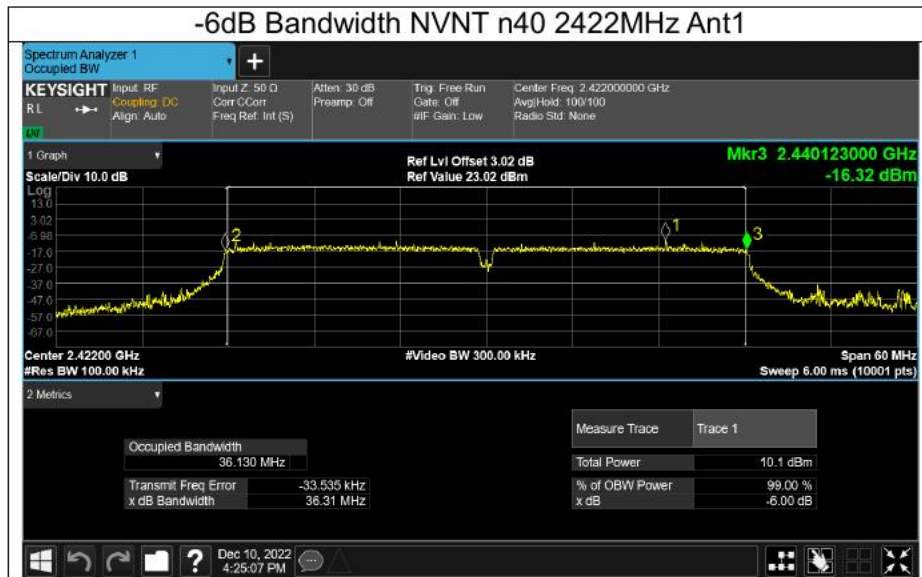 -6dB Bandwidth NVNT n40 2422MHz Ant1
Spectrum Analyzer 1
Occupied BW
+
KEYSIGHT
R L
Input: RF
Coupling: DC
Align: Auto
Input Z: 50 Ω
Corr CCorr
Freq Ref: Int (S)
Atten: 30 dB
Preamp: Off
Trig: Free Run
Gate: Off
#IF Gain: Low
Center Freq: 2.422000000 GHz
Avg|Hold: 100/100
Radio Std: None
1 Graph
Scale/Div 10.0 dB
Ref Lvl Offset 3.02 dB
Ref Value 23.02 dBm
Mkr3 2.440123000 GHz
-16.32 dBm
Log
13.0
3.02
-6.98
-17.0
-27.0
-37.0
-47.0
-57.0
-67.0
2
1
3
Center 2.42200 GHz
#Video BW 300.00 kHz
Span 60 MHz
#Res BW 100.00 kHz
Sweep 6.00 ms (10001 pts)
2 Metrics
Occupied Bandwidth
36.130 MHz
Transmit Freq Error -33.535 kHz
x dB Bandwidth 36.31 MHz
Measure Trace Trace 1
Total Power 10.1 dBm
% of OBW Power 99.00 %
x dB -6.00 dB
?
Dec 10, 2022
4:25:07 PM